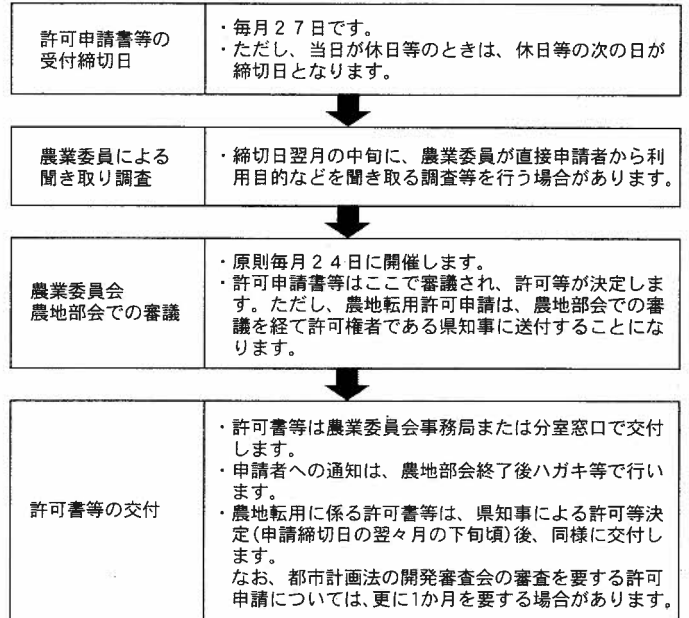 許可申請書等の
受付締切日
・毎月27日です。
・ただし、当日が休日等のときは、休日等の次の日が
締切日となります。
農業委員による
聞き取り調査
・締切日翌月の中旬に、農業委員が直接申請者から利
用目的などを聞き取る調査等を行う場合があります。
農業委員会
農地部会での審議
・原則毎月24日に開催します。
・許可申請書等はここで審議され、許可等が決定しま
す。ただし、農地転用許可申請は、農地部会での審
議を経て許可権者である県知事に送付することにな
ります。
許可書等の交付
・許可書等は農業委員会事務局または分室窓口で交付
します。
・申請者への通知は、農地部会終了後ハガキ等で行い
ます。
・農地転用に係る許可書等は、県知事による許可等決
定(申請締切日の翌々月の下旬頃)後、同様に交付し
ます。
なお、都市計画法の開発審査会の審査を要する許可
申請については、更に1か月を要する場合があります。